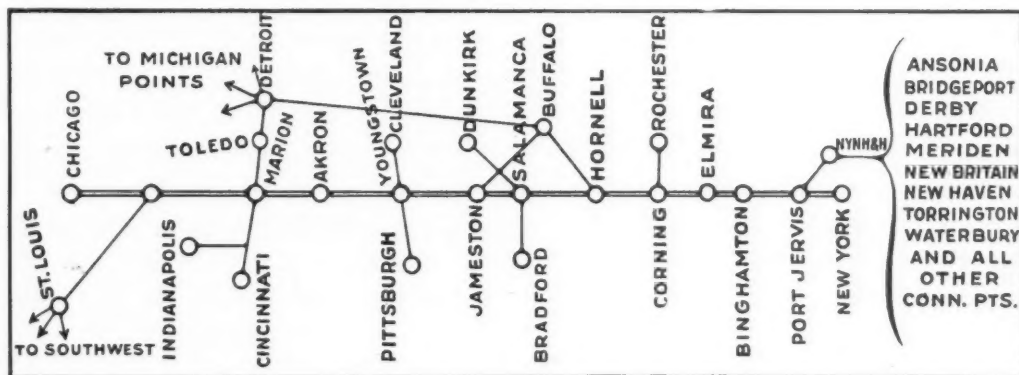 TO MICHIGAN
POINTS
DETROIT
TOLEDO
CHICAGO
MARION
AKRON
YOUNGSTOWN
CLEVELAND
DUNKIRK
SALAMANCA
BUFFALO
HORNELL
ROCHESTER
ELMIRA
NYNH&H
ST. LOUIS
TO SOUTHWEST
INDIANAPOLIS
CINCINNATI
PITTSBURGH
JAMESTON
BRADFORD
CORNING
BINGHAMTON
PORT JERVIS
NEW YORK
ANSONIA
BRIDGEPORT
DERBY
HARTFORD
MERIDEN
NEW BRITAIN
NEW HAVEN
TORRINGTON
WATERBURY
AND ALL
OTHER
CONN. PTS.